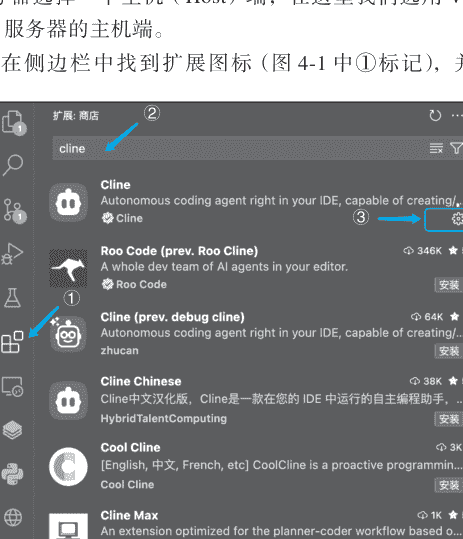 服务器的主机端。
在侧边栏中找到扩展图标（图 4-1 中①标记），并
扩展: 商店
②
cline
Cline
Autonomous coding agent right in your IDE, capable of creating/...
Cline
③
Roo Code (prev. Roo Cline)
346K
A whole dev team of AI agents in your editor.
Roo Code
安装
①
Cline (prev. debug cline)
64K
Autonomous coding agent right in your IDE, capable of creating/...
zhucan
安装
Cline Chinese
38K
Cline中文汉化版，Cline是一款在您的 IDE 中运行的自主编程助手，...
HybridTalentComputing
安装
Cool Cline
3K
[English, 中文, French, etc] CoolCline is a proactive programmin...
Cool Cline
安装
Cline Max
1K
An extension optimized for the planner-coder workflow based o...